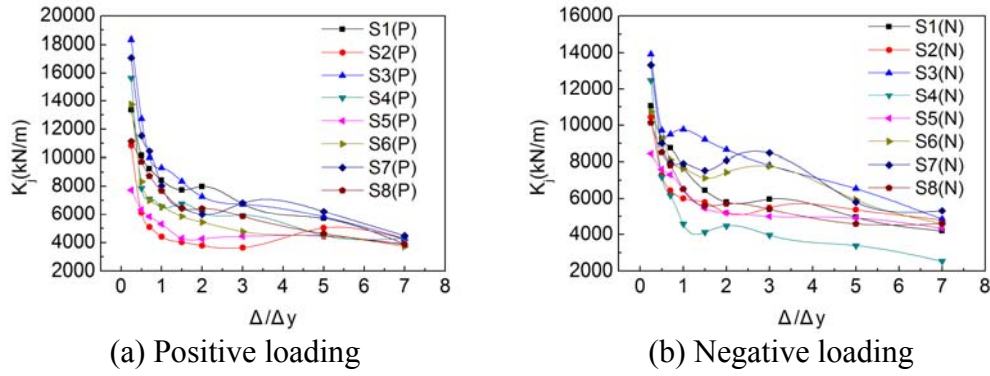 20000
18000
16000
14000
12000
10000
8000
6000
4000
2000
K_j(kN/m)
0 1 2 3 4 5 6 7 8
Δ/Δy
S1(P)
S2(P)
S3(P)
S4(P)
S5(P)
S6(P)
S7(P)
S8(P)
(a) Positive loading
16000
14000
12000
10000
8000
6000
4000
2000
K_j(kN/m)
0 1 2 3 4 5 6 7 8
Δ/Δy
S1(N)
S2(N)
S3(N)
S4(N)
S5(N)
S6(N)
S7(N)
S8(N)
(b) Negative loading